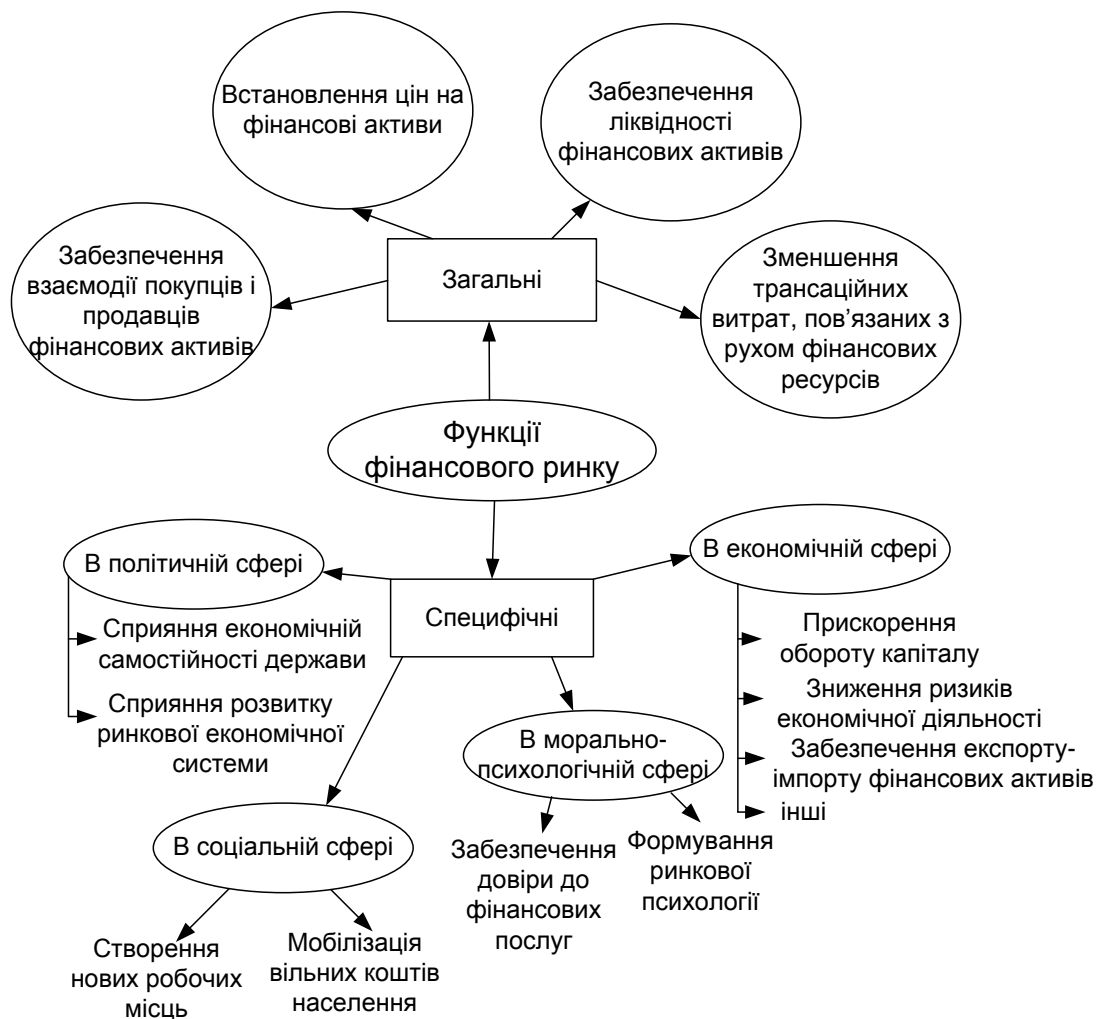 Встановлення цін на
фінансові активи
Забезпечення
ліквідності
фінансових активів
Забезпечення
взаємодії покупців і
продавців
фінансових активів
Загальні
Зменшення
трансаційних
витрат, пов’язаних з
рухом фінансових
ресурсів
Функції
фінансового ринку
В політичній сфері
Сприяння економічній
самостійності держави
Сприяння розвитку
ринкової економічної
системи
Специфічні
В економічній сфері
Прискорення
обороту капіталу
Зниження ризиків
економічної діяльності
Забезпечення експорту-
імпорту фінансових активів
інші
В морально-
психологічній сфері
Забезпечення
довіри до
фінансових
послуг
Формування
ринкової
психології
В соціальній сфері
Створення
нових робочих
місць
Мобілізація
вільних коштів
населення